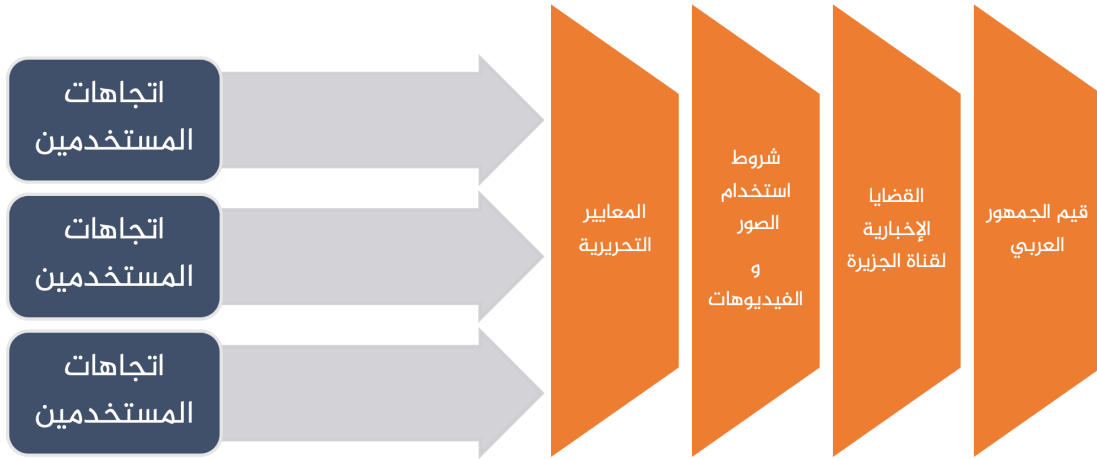 اتجاهات
المستخدمين
اتجاهات
المستخدمين
اتجاهات
المستخدمين
المعايير
التحريرية
شروط
استخدام
الصور
و
الفيديوهات
القضايا
الإخبارية
لقناة الجزيرة
قيم الجمهور
العربي